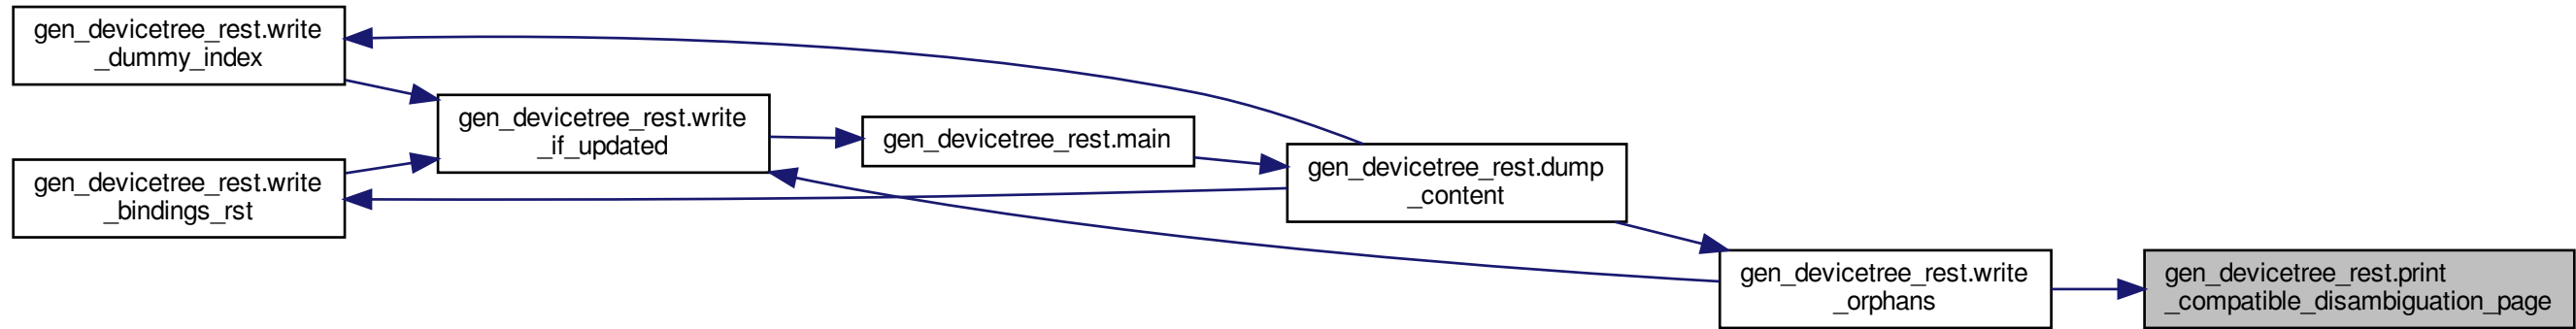 gen_devicetree_rest.write
_dummy_index
gen_devicetree_rest.write
_if_updated
gen_devicetree_rest.main
gen_devicetree_rest.dump
_content
gen_devicetree_rest.write
_bindings_rst
gen_devicetree_rest.write
_orphans
gen_devicetree_rest.print
_compatible_disambiguation_page